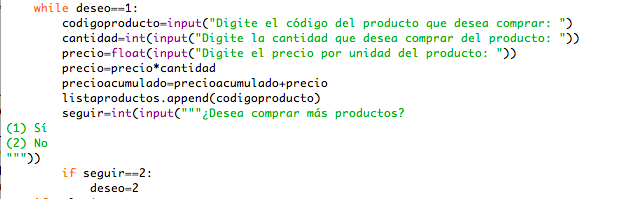 while deseo==1:
codigoproducto=input("Digite el código del producto que desea comprar: ")
cantidad=int(input("Digite la cantidad que desea comprar del producto: "))
precio=float(input("Digite el precio por unidad del producto: "))
precio=precio*cantidad
precioacumulado=precioacumulado+precio
listaproductos.append(codigoproducto)
seguir=int(input("""¿Desea comprar más productos?
(1) Sí
(2) No
"""))
if seguir==2:
deseo=2